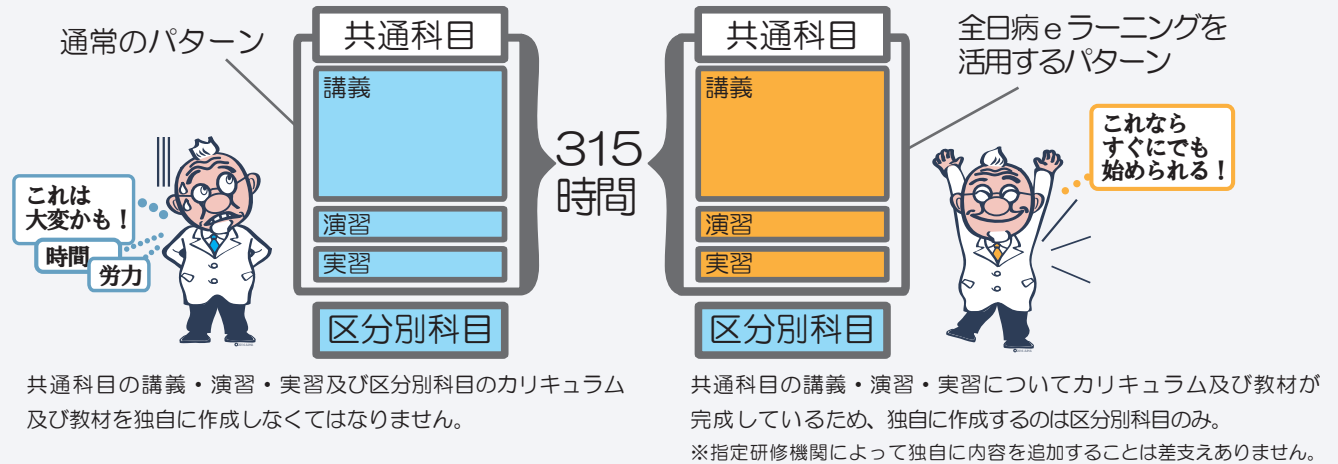 通常のパターン
共通科目
講義
演習
実習
区分別科目
これは
大変かも！
時間
労力
315
時間
共通科目
講義
演習
実習
区分別科目
全日病eラーニングを
活用するパターン
これなら
すぐにでも
始められる！
共通科目の講義・演習・実習及び区分別科目のカリキュラム
及び教材を独自に作成しなくてはなりません。
共通科目の講義・演習・実習についてカリキュラム及び教材が
完成しているため、独自に作成するのは区分別科目のみ。
※指定研修機関によって独自に内容を追加することは差支えありません。